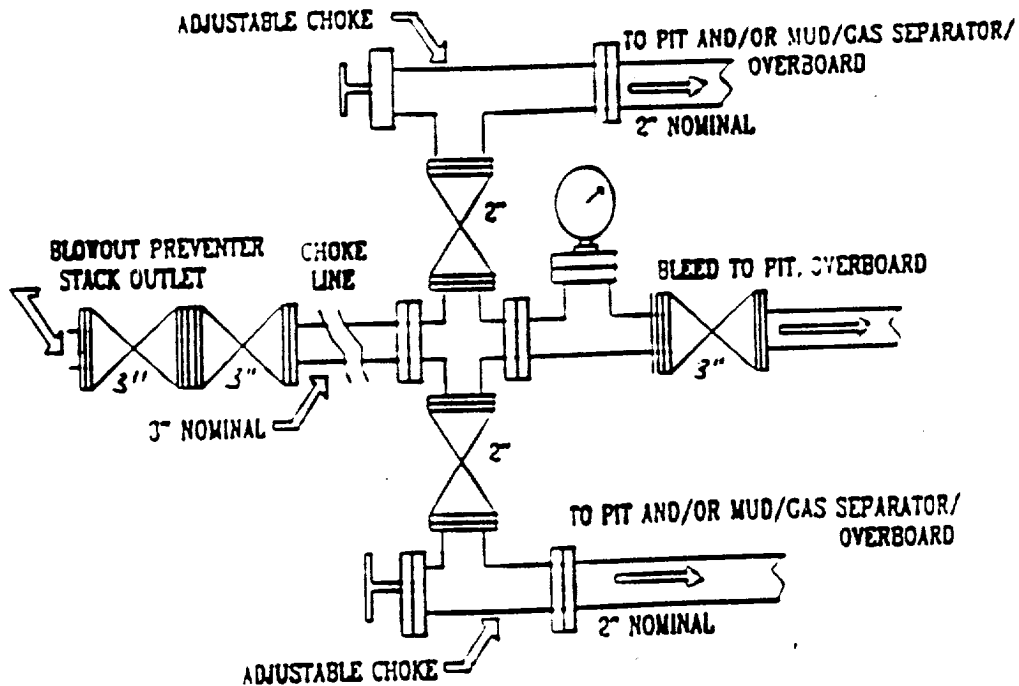 ADJUSTABLE CHOKE
TO PIT AND/OR MUD/GAS SEPARATOR/
OVERBOARD
2" NOMINAL
2"
BLOWOUT PREVENTER
STACK OUTLET
CHOKE
LINE
BLEED TO PIT, OVERBOARD
3"
3"
3"
3" NOMINAL
2"
TO PIT AND/OR MUD/GAS SEPARATOR/
OVERBOARD
2" NOMINAL
ADJUSTABLE CHOKE